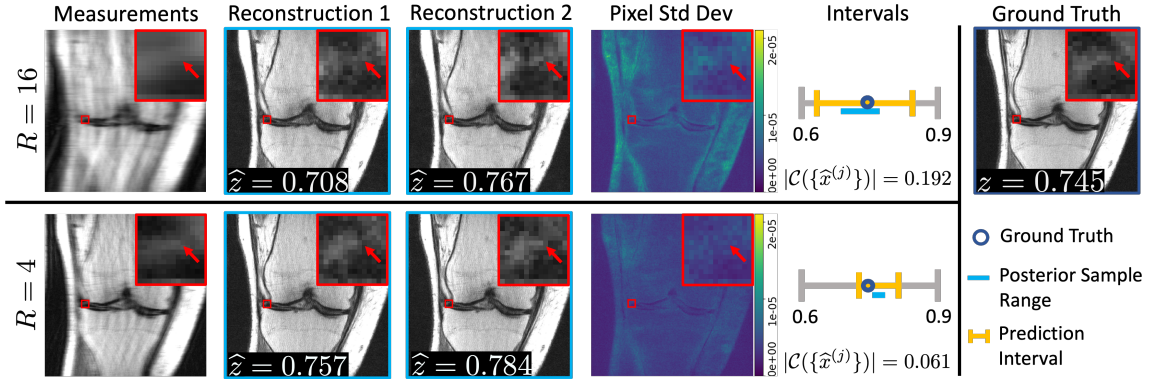 Measurements Reconstruction 1 Reconstruction 2 Pixel Std Dev Intervals Ground Truth
R = 16
ẑ = 0.708
ẑ = 0.767
2e-05
1e-05
0e+00
0.6 0.9
|C({x̂^(j)})| = 0.192
z = 0.745
R = 4
ẑ = 0.757
ẑ = 0.784
2e-05
1e-05
0e+00
0.6 0.9
|C({x̂^(j)})| = 0.061
Ground Truth
Posterior Sample
Range
Prediction
Interval